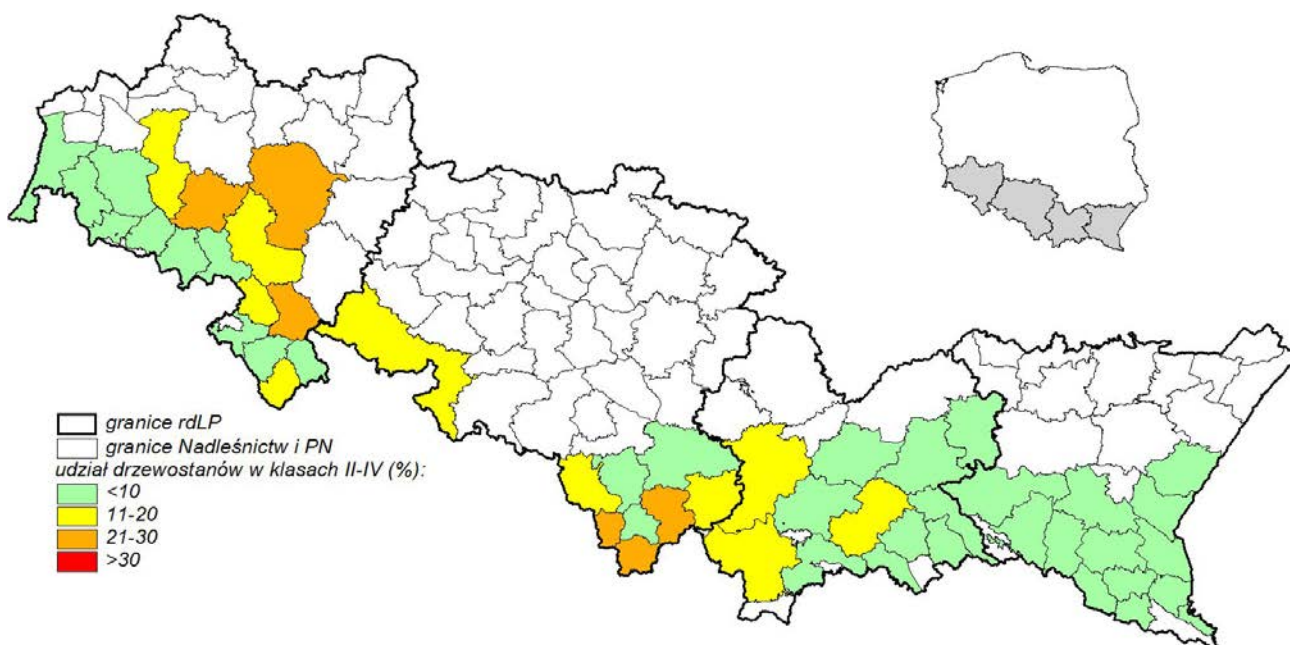 granice rdLP
granice Nadleśnictw i PN
udział drzewostanów w klasach II-IV (%):
<10
11-20
21-30
>30